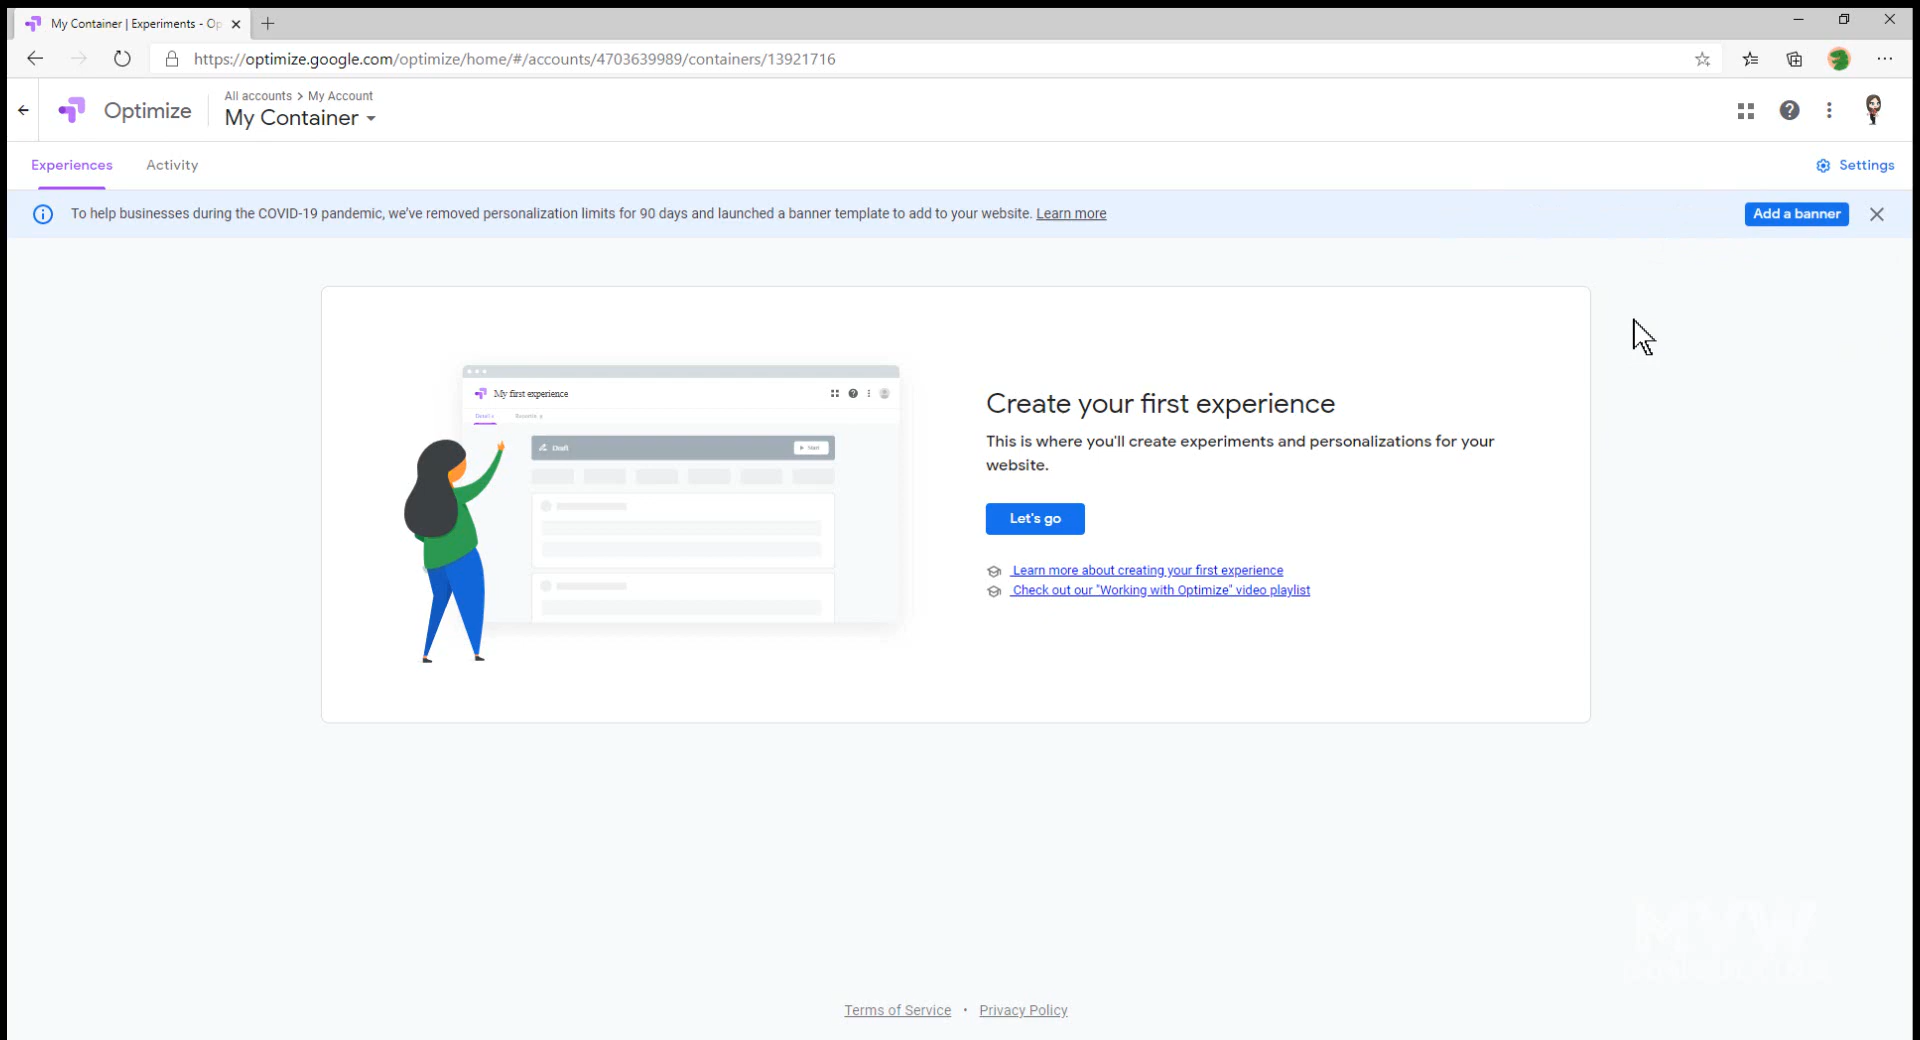 My Container | Experiments - Op
https://optimize.google.com/optimize/home/#/accounts/4703639989/containers/13921716
Optimize
All accounts > My Account
My Container
Experiences
Activity
Settings
To help businesses during the COVID-19 pandemic, we've removed personalization limits for 90 days and launched a banner template to add to your website. Learn more
Add a banner
My first experience
Draft
Start
Create your first experience
This is where you'll create experiments and personalizations for your
website.
Let's go
Learn more about creating your first experience
Check out our "Working with Optimize" video playlist
MYW
Terms of Service • Privacy Policy